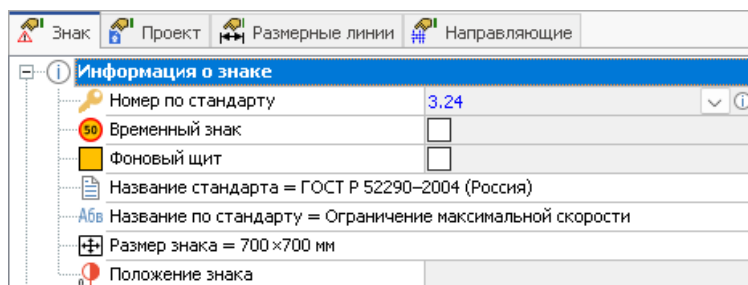 Знак Проект Размерные линии Направляющие
Информация о знаке
Номер по стандарту 3.24
50 Временный знак
Фоновый щит
Название стандарта = ГОСТ Р 52290–2004 (Россия)
Абв Название по стандарту = Ограничение максимальной скорости
Размер знака = 700×700 мм
Положение знака